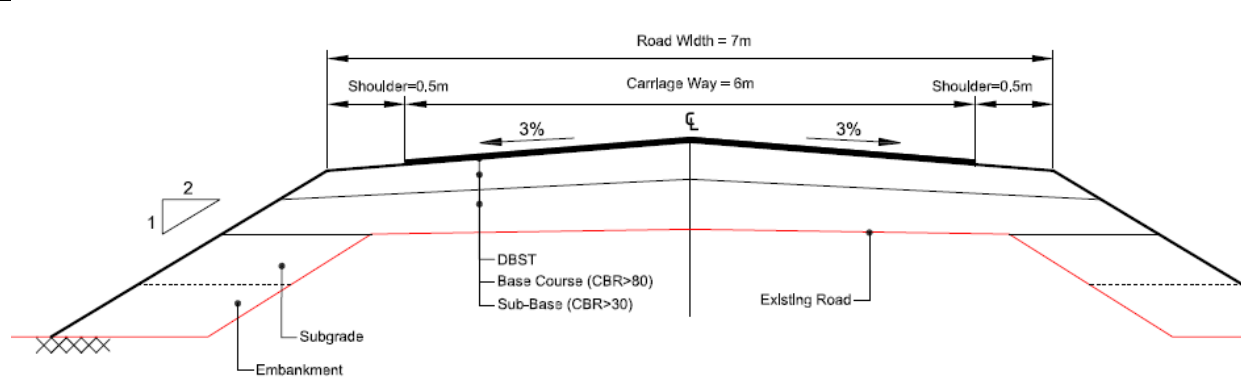 Road Width = 7m
Shoulder=0.5m
Carriage Way = 6m
Shoulder=0.5m
CL
3%
3%
2
1
DBST
Base Course (CBR>80)
Sub-Base (CBR>30)
Existing Road
Subgrade
Embankment